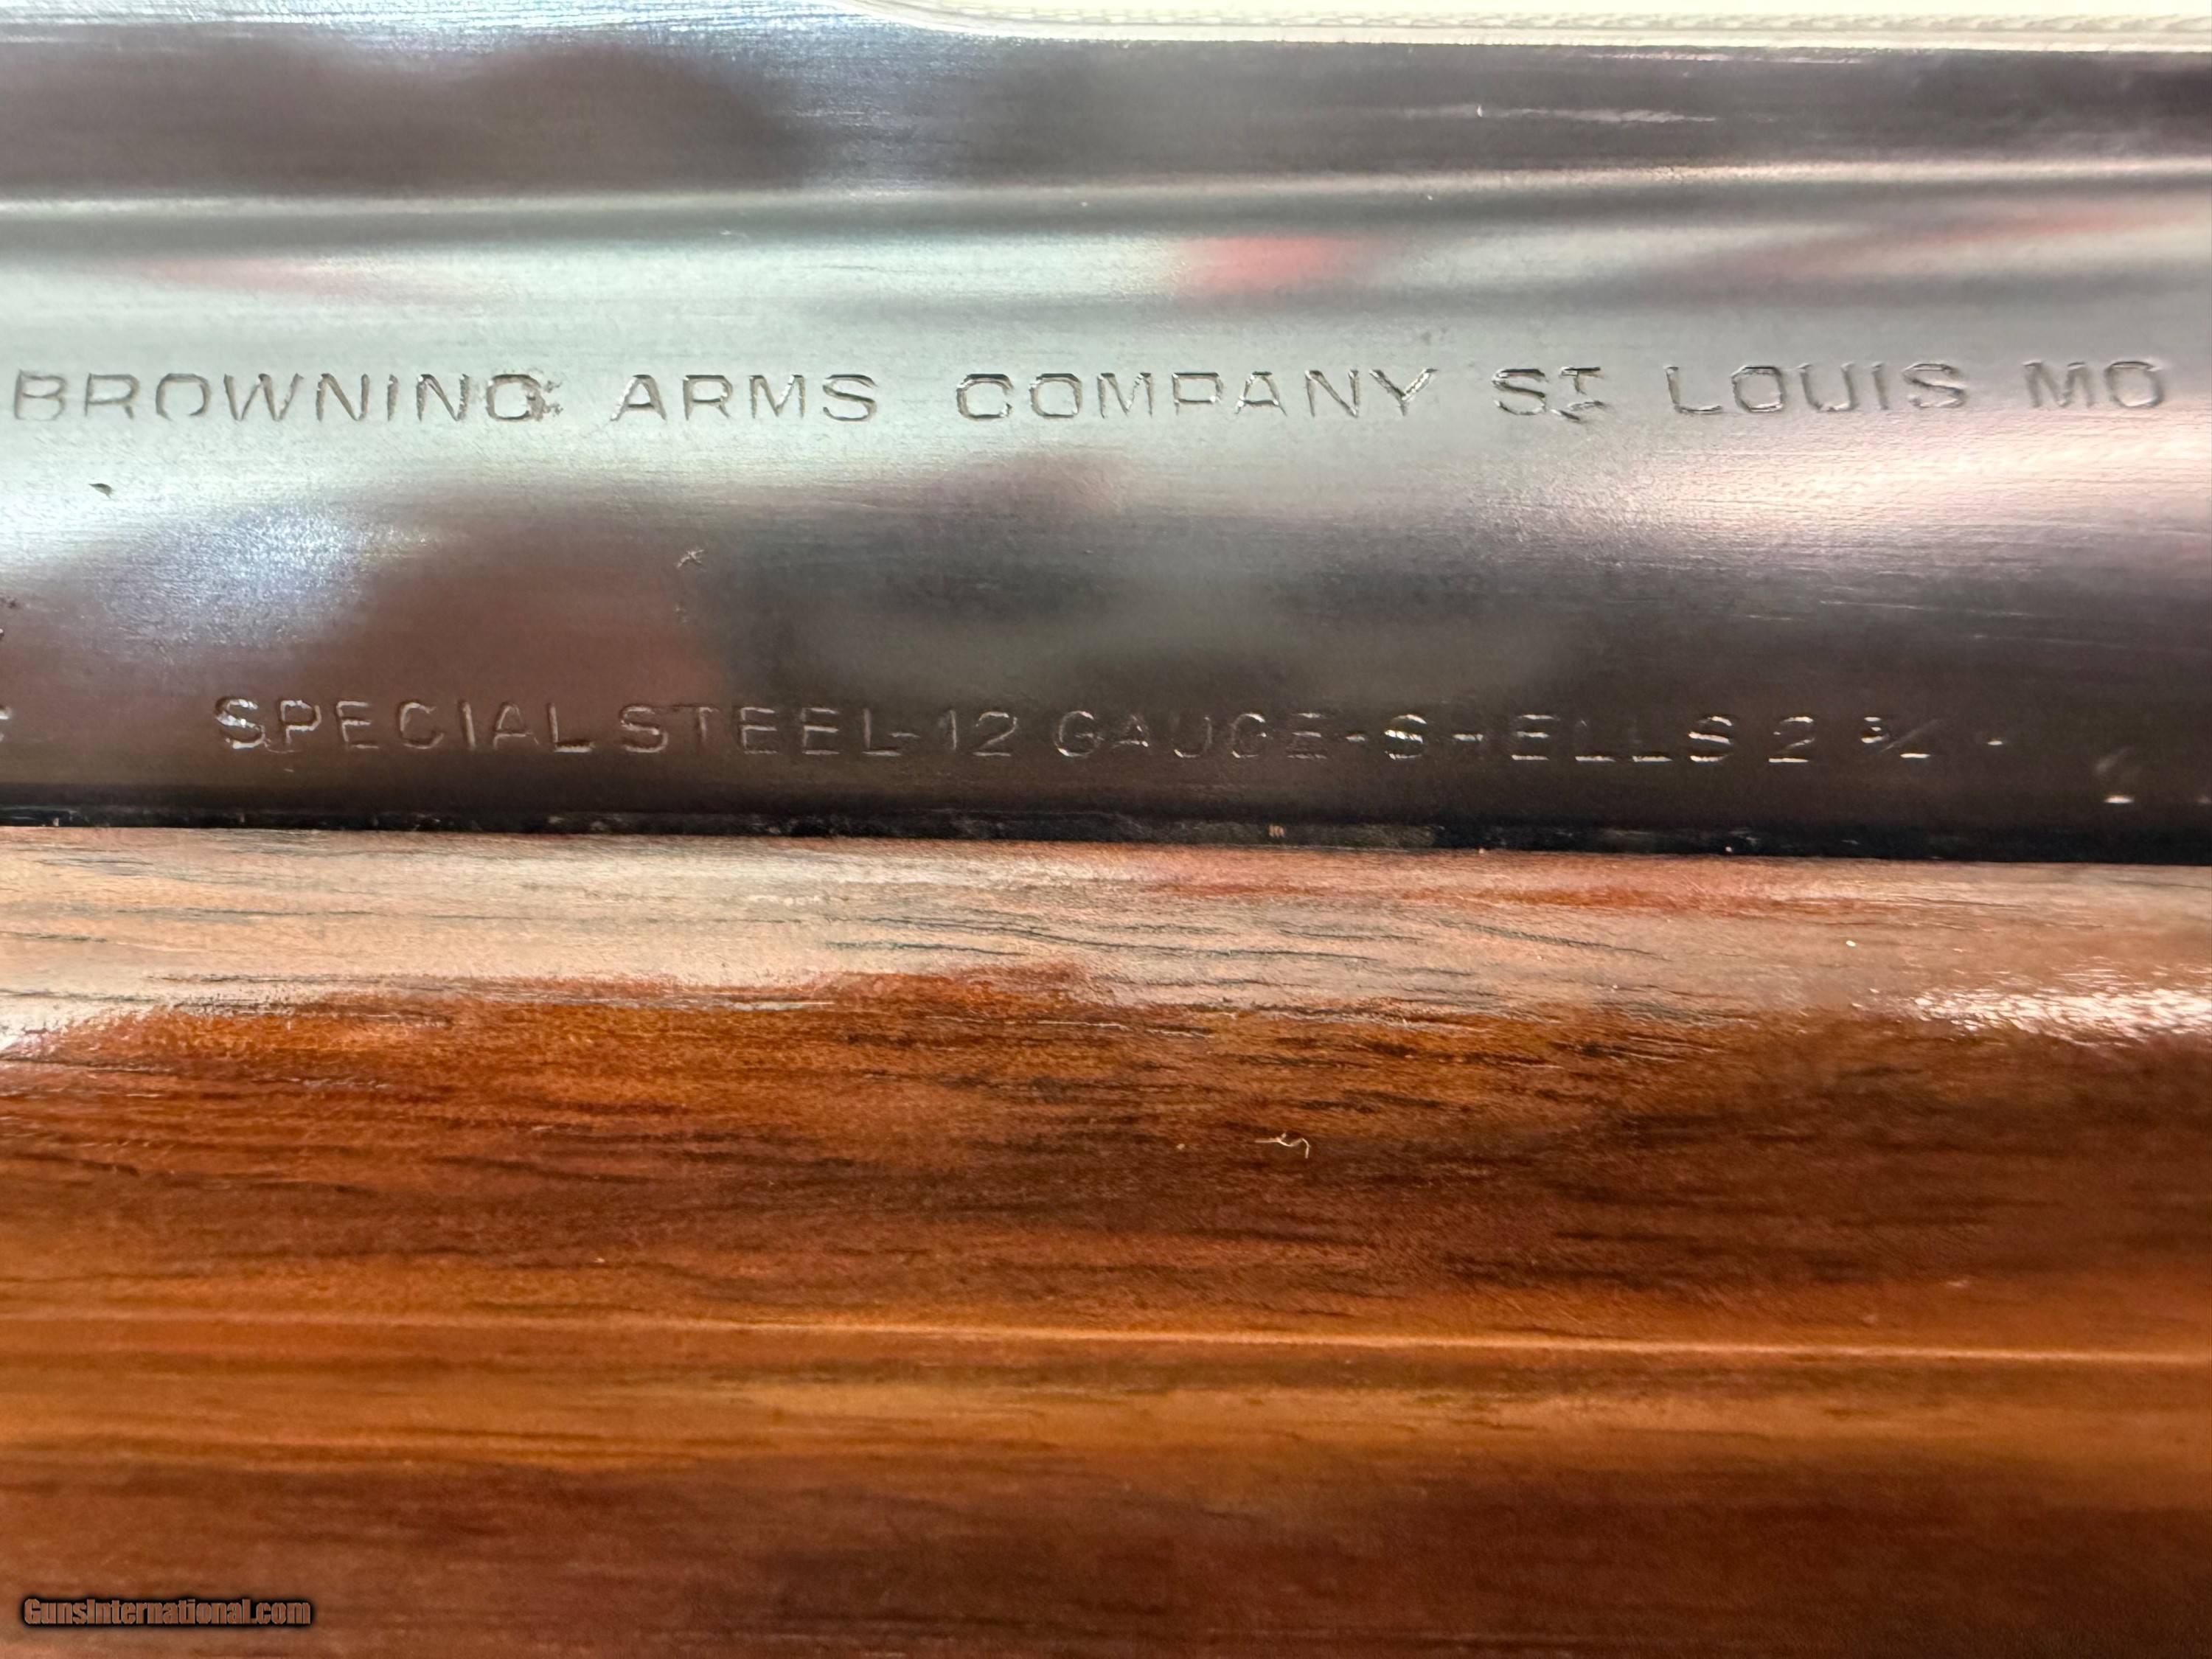 BROWNING ARMS COMPANY ST LOUIS MO
SPECIAL STEEL-12 GAUGE-SHELLS 2 3/4
GunsInternational.com